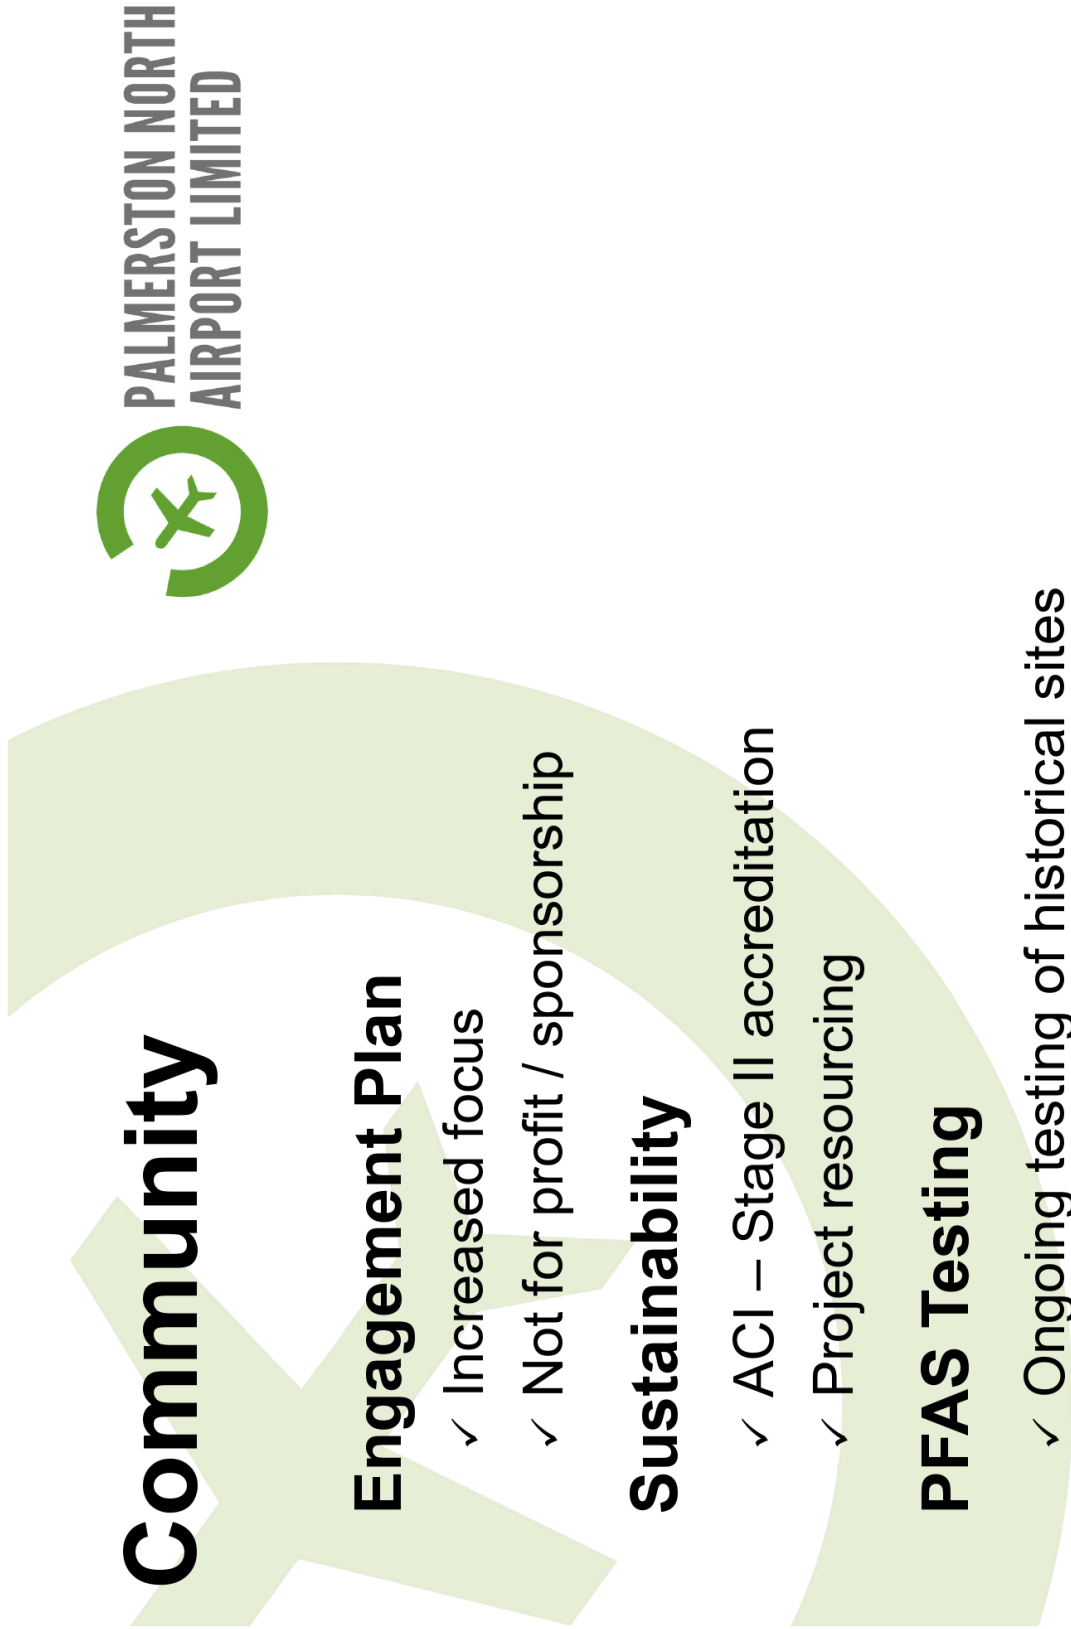 PALMERSTON NORTH
AIRPORT LIMITED
Community
Engagement Plan
✓ Increased focus
✓ Not for profit / sponsorship
Sustainability
✓ ACI – Stage II accreditation
✓ Project resourcing
PFAS Testing
✓ Ongoing testing of historical sites